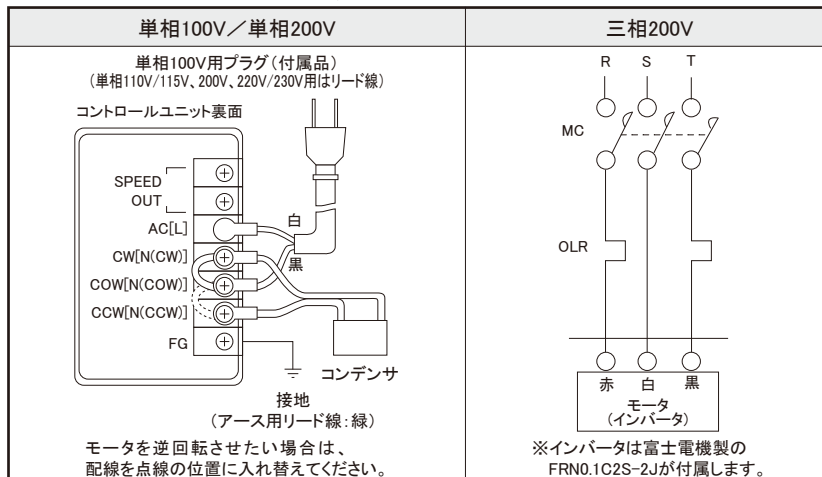 単相100V／単相200V
単相100V用プラグ（付属品）
（単相110V/115V、200V、220V/230V用はリード線）
コントロールユニット裏面
SPEED
OUT
AC[L]
CW[N(CW)]
COW[N(COW)]
CCW[N(CCW)]
FG
白
黒
コンデンサ
接地
（アース用リード線：緑）
モータを逆回転させたい場合は、
配線を点線の位置に入れ替えてください。
三相200V
R S T
MC
OLR
赤 白 黒
モータ
（インバータ）
※インバータは富士電機製の
FRN0.1C2S-2Jが付属します。